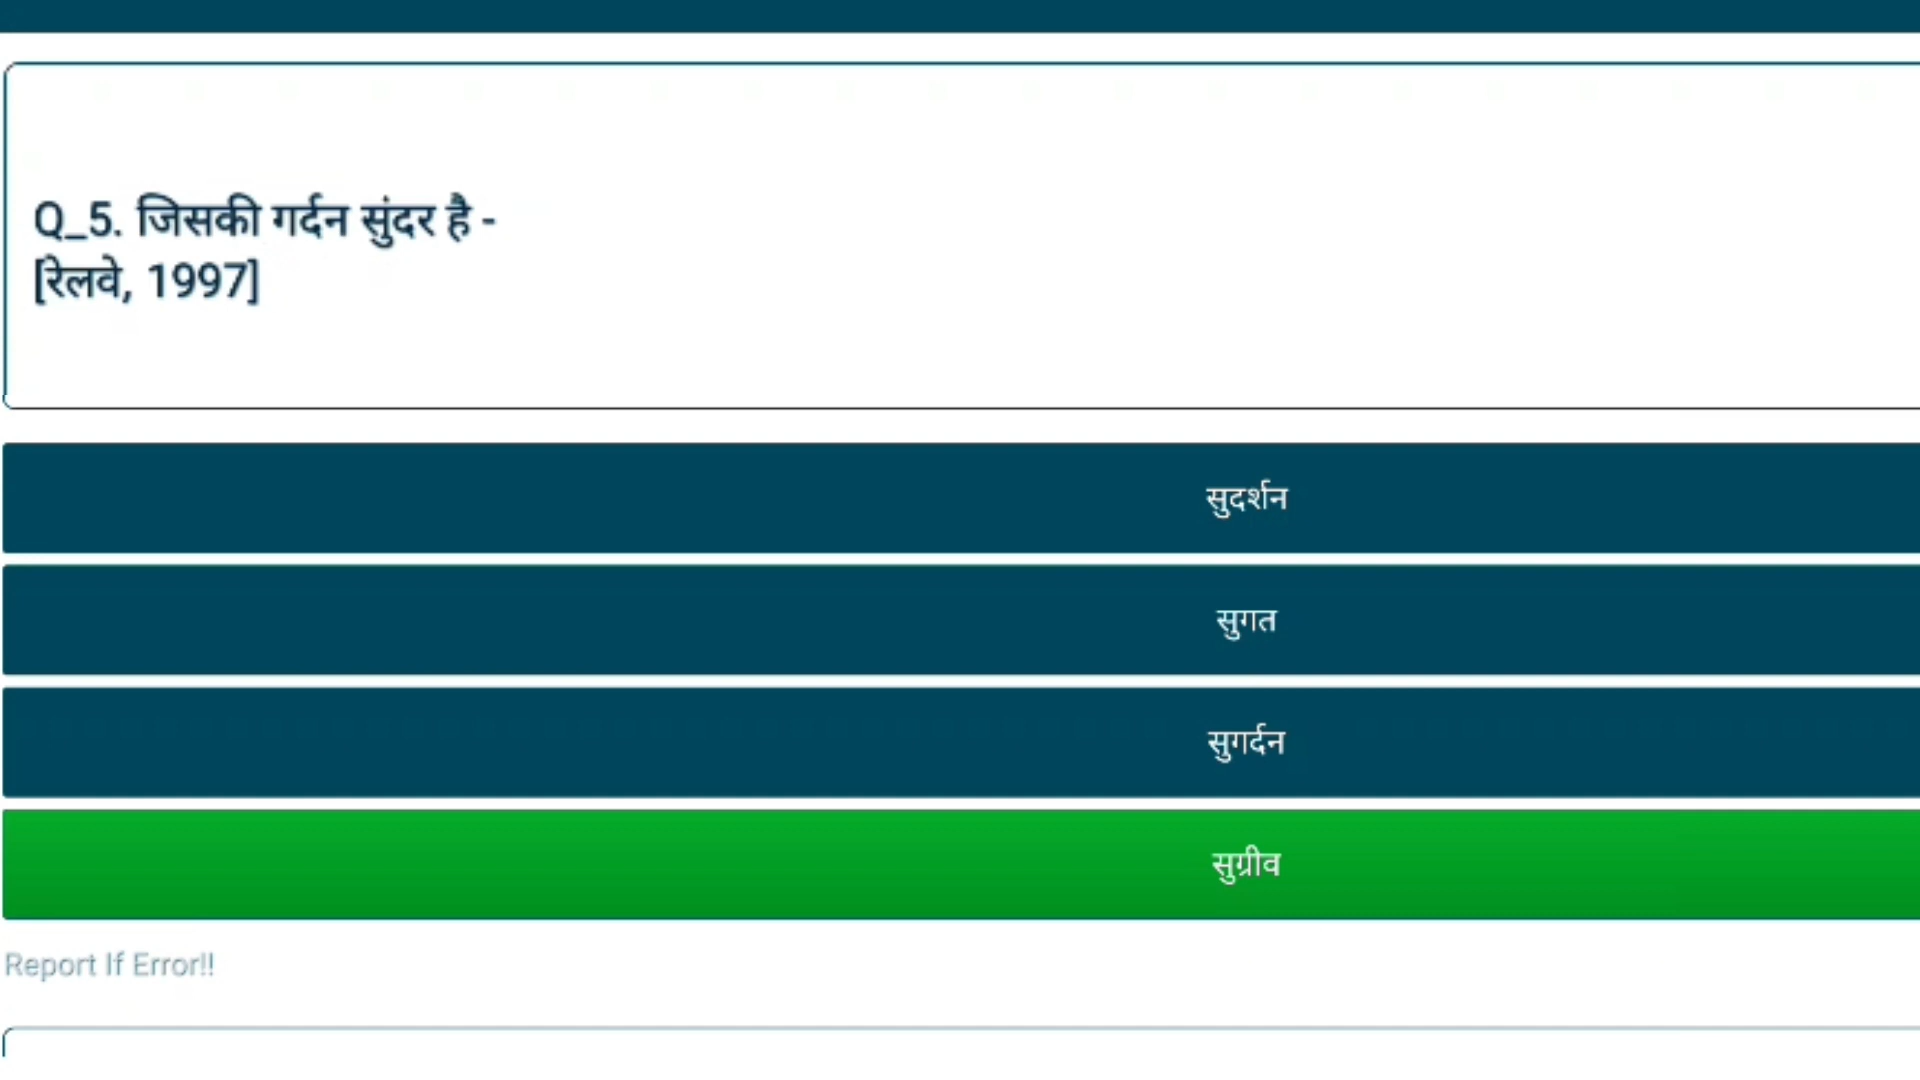 Q_5. जिसकी गर्दन सुंदर है -
[रेलवे, 1997]
सुदर्शन
सुगत
सुगर्दन
सुग्रीव
Report If Error!!